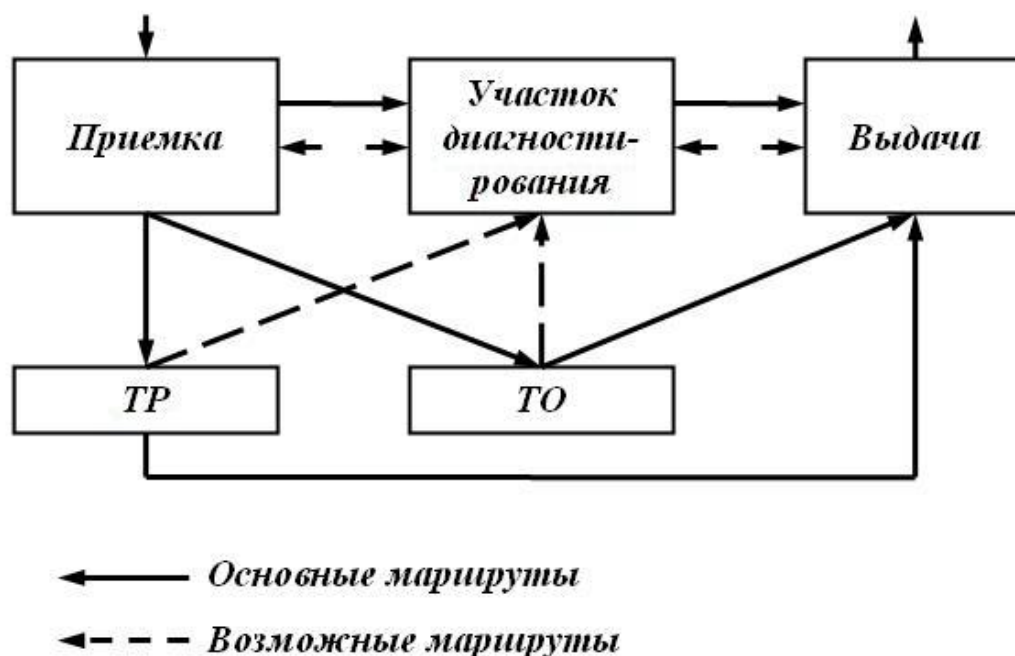 Приемка
Участок
диагности-
рования
Выдача
ТР
ТО
Основные маршруты
Возможные маршруты